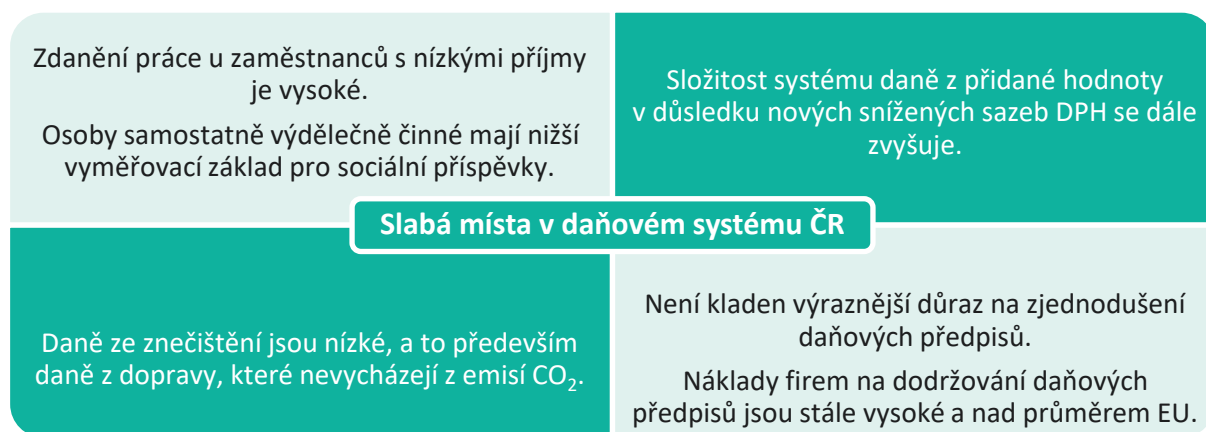 Zdanění práce u zaměstnanců s nízkými příjmy
je vysoké.
Osoby samostatně výdělečně činné mají nižší
vyměřovací základ pro sociální příspěvky.
Složitost systému daně z přidané hodnoty
v důsledku nových snížených sazeb DPH se dále
zvyšuje.
Slabá místa v daňovém systému ČR
Daně ze znečištění jsou nízké, a to především
daně z dopravy, které nevycházejí z emisí CO₂.
Není kladen výraznější důraz na zjednodušení
daňových předpisů.
Náklady firem na dodržování daňových
předpisů jsou stále vysoké a nad průměrem EU.